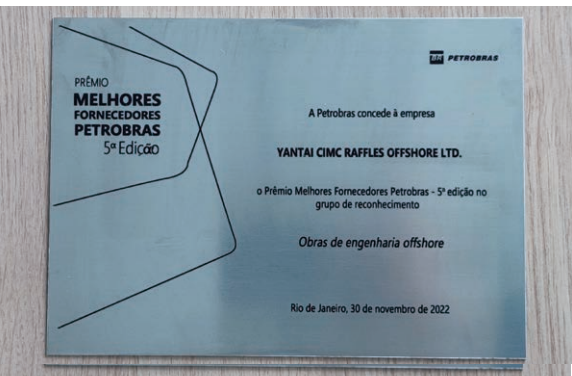 PRÊMIO
MELHORES
FORNECEDORES
PETROBRAS
5ª Edição
BR PETROBRAS
A Petrobras concede à empresa
YANTAI CIMC RAFFLES OFFSHORE LTD.
o Prêmio Melhores Fornecedores Petrobras - 5ª edição no
grupo de reconhecimento
Obras de engenharia offshore
Rio de Janeiro, 30 de novembro de 2022